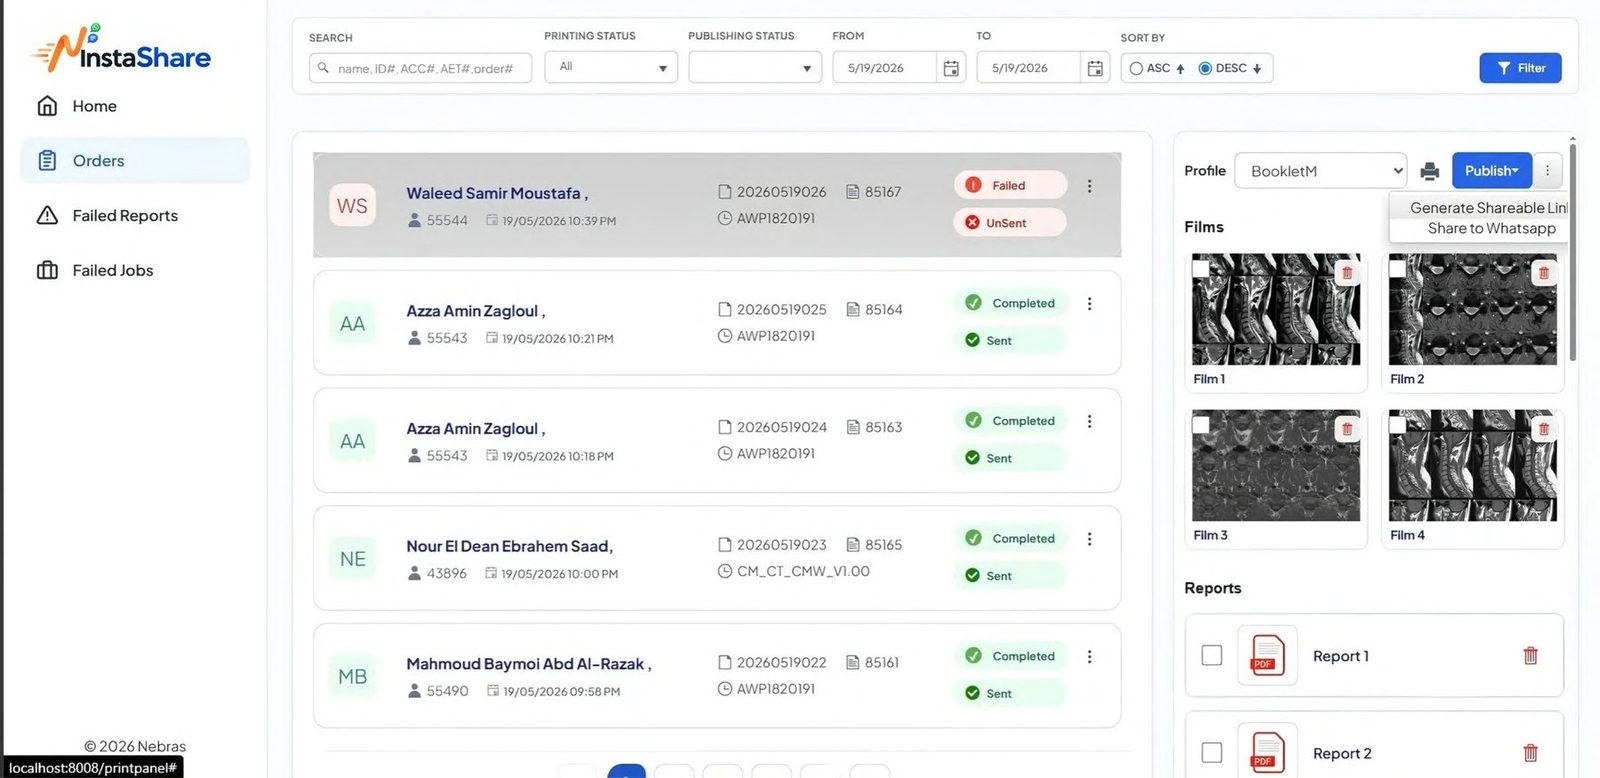 InstaShare
Home
Orders
Failed Reports
Failed Jobs
© 2026 Nebras
localhost:8008/printpanel#
SEARCH
name, ID#, ACC#, AET#,order#
PRINTING STATUS
All
PUBLISHING STATUS
FROM
5/19/2026
TO
5/19/2026
SORT BY
ASC
DESC
Filter
WS
Waleed Samir Moustafa ,
55544 19/05/2026 10:39 PM
20260519026 85167
AWP1820191
Failed
UnSent
AA
Azza Amin Zagloul ,
55543 19/05/2026 10:21 PM
20260519025 85164
AWP1820191
Completed
Sent
AA
Azza Amin Zagloul ,
55543 19/05/2026 10:18 PM
20260519024 85163
AWP1820191
Completed
Sent
NE
Nour El Dean Ebrahem Saad,
43896 19/05/2026 10:00 PM
20260519023 85165
CM_CT_CMW_V1.00
Completed
Sent
MB
Mahmoud Baymoi Abd Al-Razak ,
55490 19/05/2026 09:58 PM
20260519022 85161
AWP1820191
Completed
Sent
Profile
BookletM
Publish
Generate Shareable Lin
Share to Whatsapp
Films
Film 1
Film 2
Film 3
Film 4
Reports
PDF
Report 1
PDF
Report 2